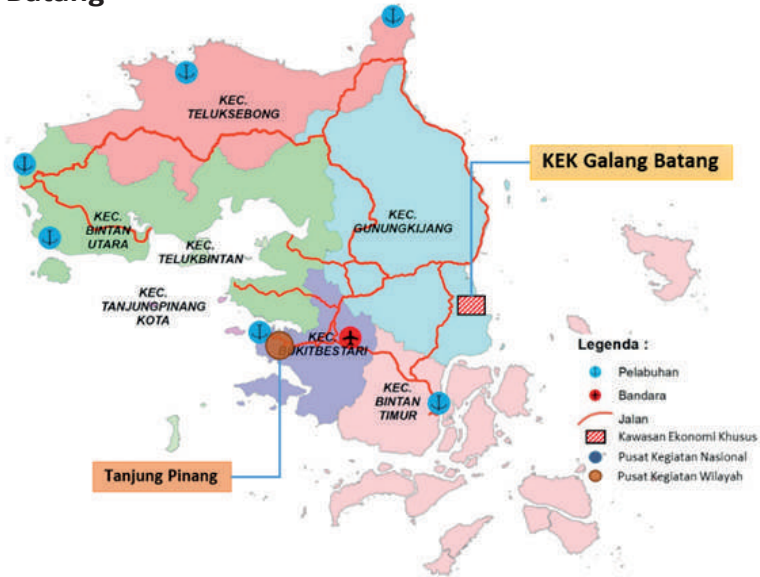 Batang
KEC.
TELUKSEBONG
KEK Galang Batang
KEC.
GUNUNGKIJANG
KEC.
BINTAN
UTARA
KEC.
TELUKBINTAN
KEC.
TANJUNGPINANG
KOTA
KEC.
BUKITBESTARI
KEC.
BINTAN
TIMUR
Tanjung Pinang
Legenda :
Pelabuhan
Bandara
Jalan
Kawasan Ekonomi Khusus
Pusat Kegiatan Nasional
Pusat Kegiatan Wilayah